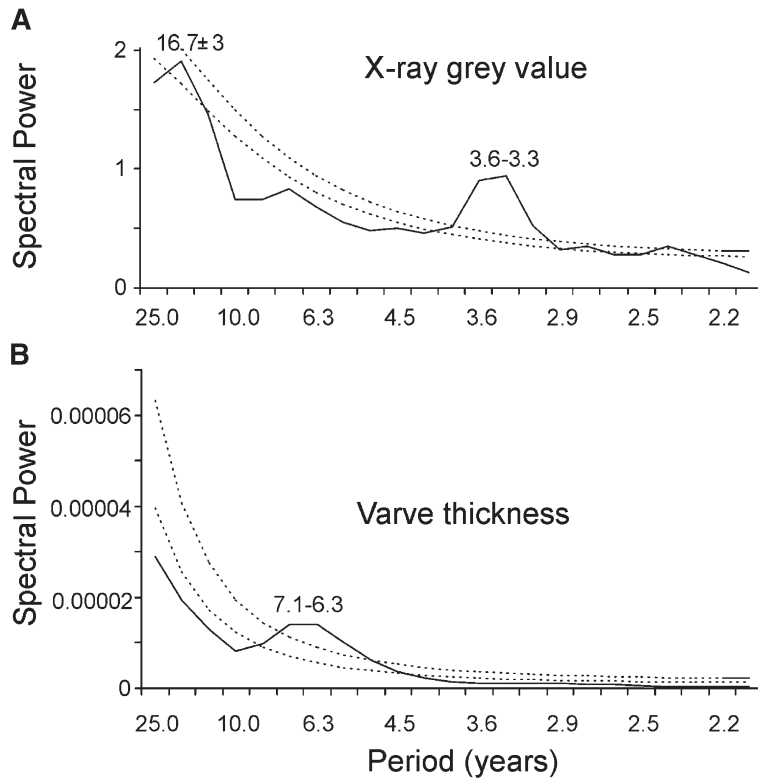 A
16.7±3
X-ray grey value
3.6-3.3
Spectral Power
2
1
0
25.0 10.0 6.3 4.5 3.6 2.9 2.5 2.2
B
Spectral Power
0.00006
0.00004
0.00002
0
Varve thickness
7.1-6.3
25.0 10.0 6.3 4.5 3.6 2.9 2.5 2.2
Period (years)